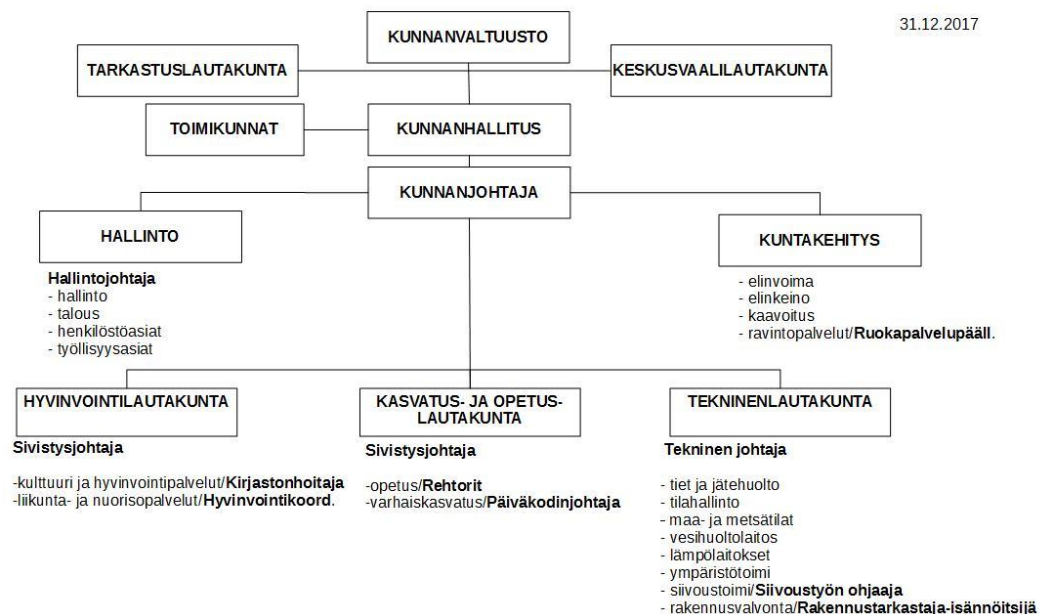 31.12.2017
KUNNANVALTUUSTO
TARKASTUSLAUTAKUNTA
KESKUSVAALILAUTAKUNTA
TOIMIKUNNAT
KUNNANHALLITUS
KUNNANJOHTAJA
HALLINTO
Hallintojohtaja
- hallinto
- talous
- henkilöstöasiat
- työllisyysasiat
KUNTAKEHITYS
- elinvoima
- elinkeino
- kaavoitus
- ravintopalvelut/Ruokapalvelupääll.
HYVINVOINTILAUTAKUNTA
Sivistysjohtaja
-kulttuuri ja hyvinvointipalvelut/Kirjastonhoitaja
-liikunta- ja nuorisopalvelut/Hyvinvointikoord.
KASVATUS- JA OPETUS-
LAUTAKUNTA
Sivistysjohtaja
-opetus/Rehtorit
-varhaiskasvatus/Päiväkodinjohtaja
TEKNINENLAUTAKUNTA
Tekninen johtaja
- tiet ja jätehuolto
- tilahallinto
- maa- ja metsätilat
- vesihuoltolaitos
- lämpölaitokset
- ympäristötoimi
- siivoustoimi/Siivoustyön ohjaaja
- rakennusvalvonta/Rakennustarkastaja-isännöitsijä